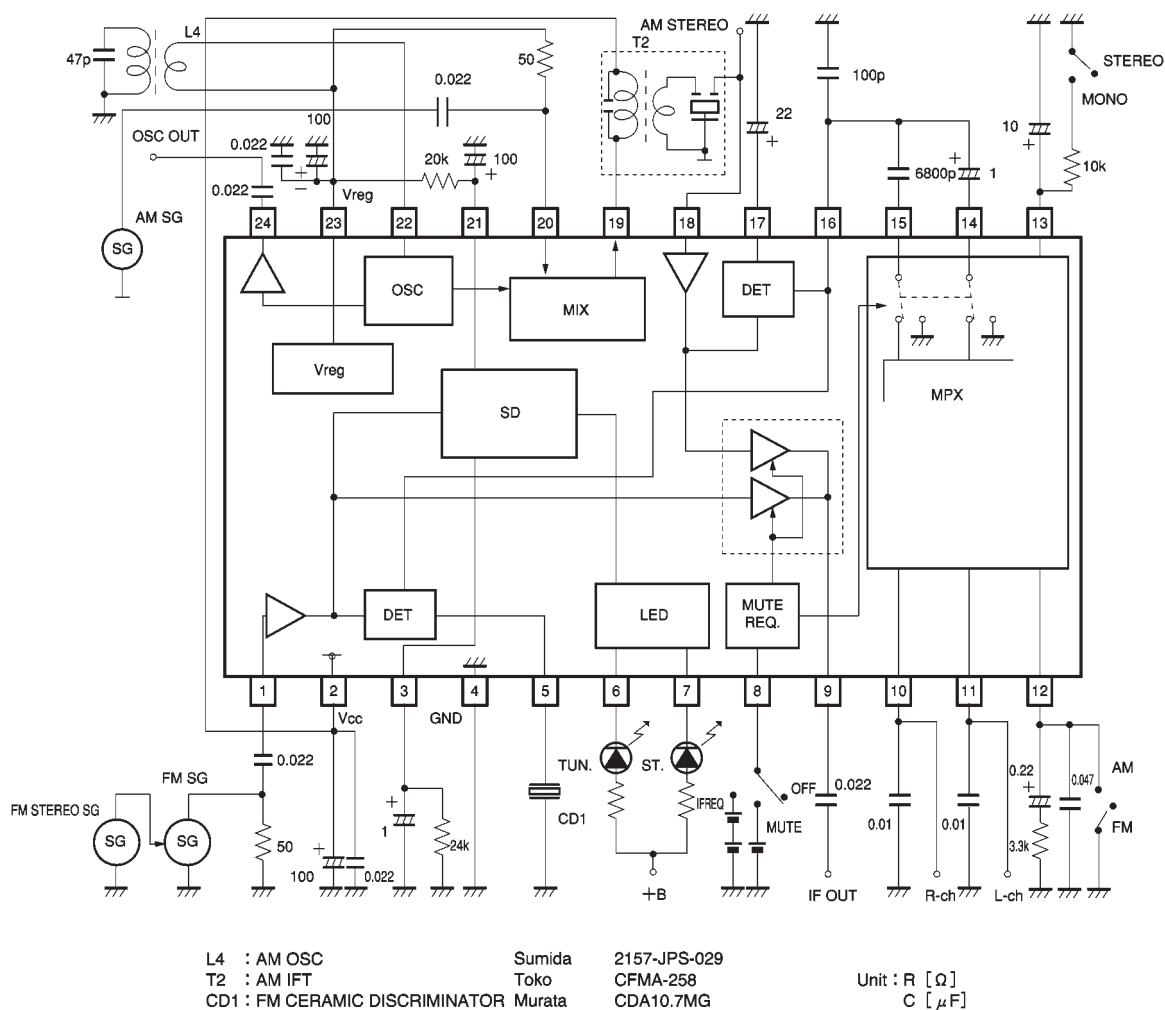 AM STEREO
L4
T2
47p
50
0.022
100p
STEREO
MONO
OSC OUT
0.022
100
20k
100
22
10
10k
6800p
1
0.022
Vreg
AM SG
SG
24
23
22
21
20
19
18
17
16
15
14
13
OSC
MIX
DET
Vreg
SD
MPX
DET
LED
MUTE
REQ.
1
2
3
4
5
6
7
8
9
10
11
12
Vcc
GND
0.022
FM SG
FM STEREO SG
SG
SG
50
100
0.022
1
24k
CD1
TUN.
ST.
+B
IFREQ
OFF
MUTE
0.022
IF OUT
0.01
R-ch
0.01
L-ch
0.22
3.3k
0.047
AM
FM
L4 : AM OSC Sumida 2157-JPS-029
T2 : AM IFT Toko CFMA-258 Unit : R [Ω]
CD1 : FM CERAMIC DISCRIMINATOR Murata CDA10.7MG C [μF]